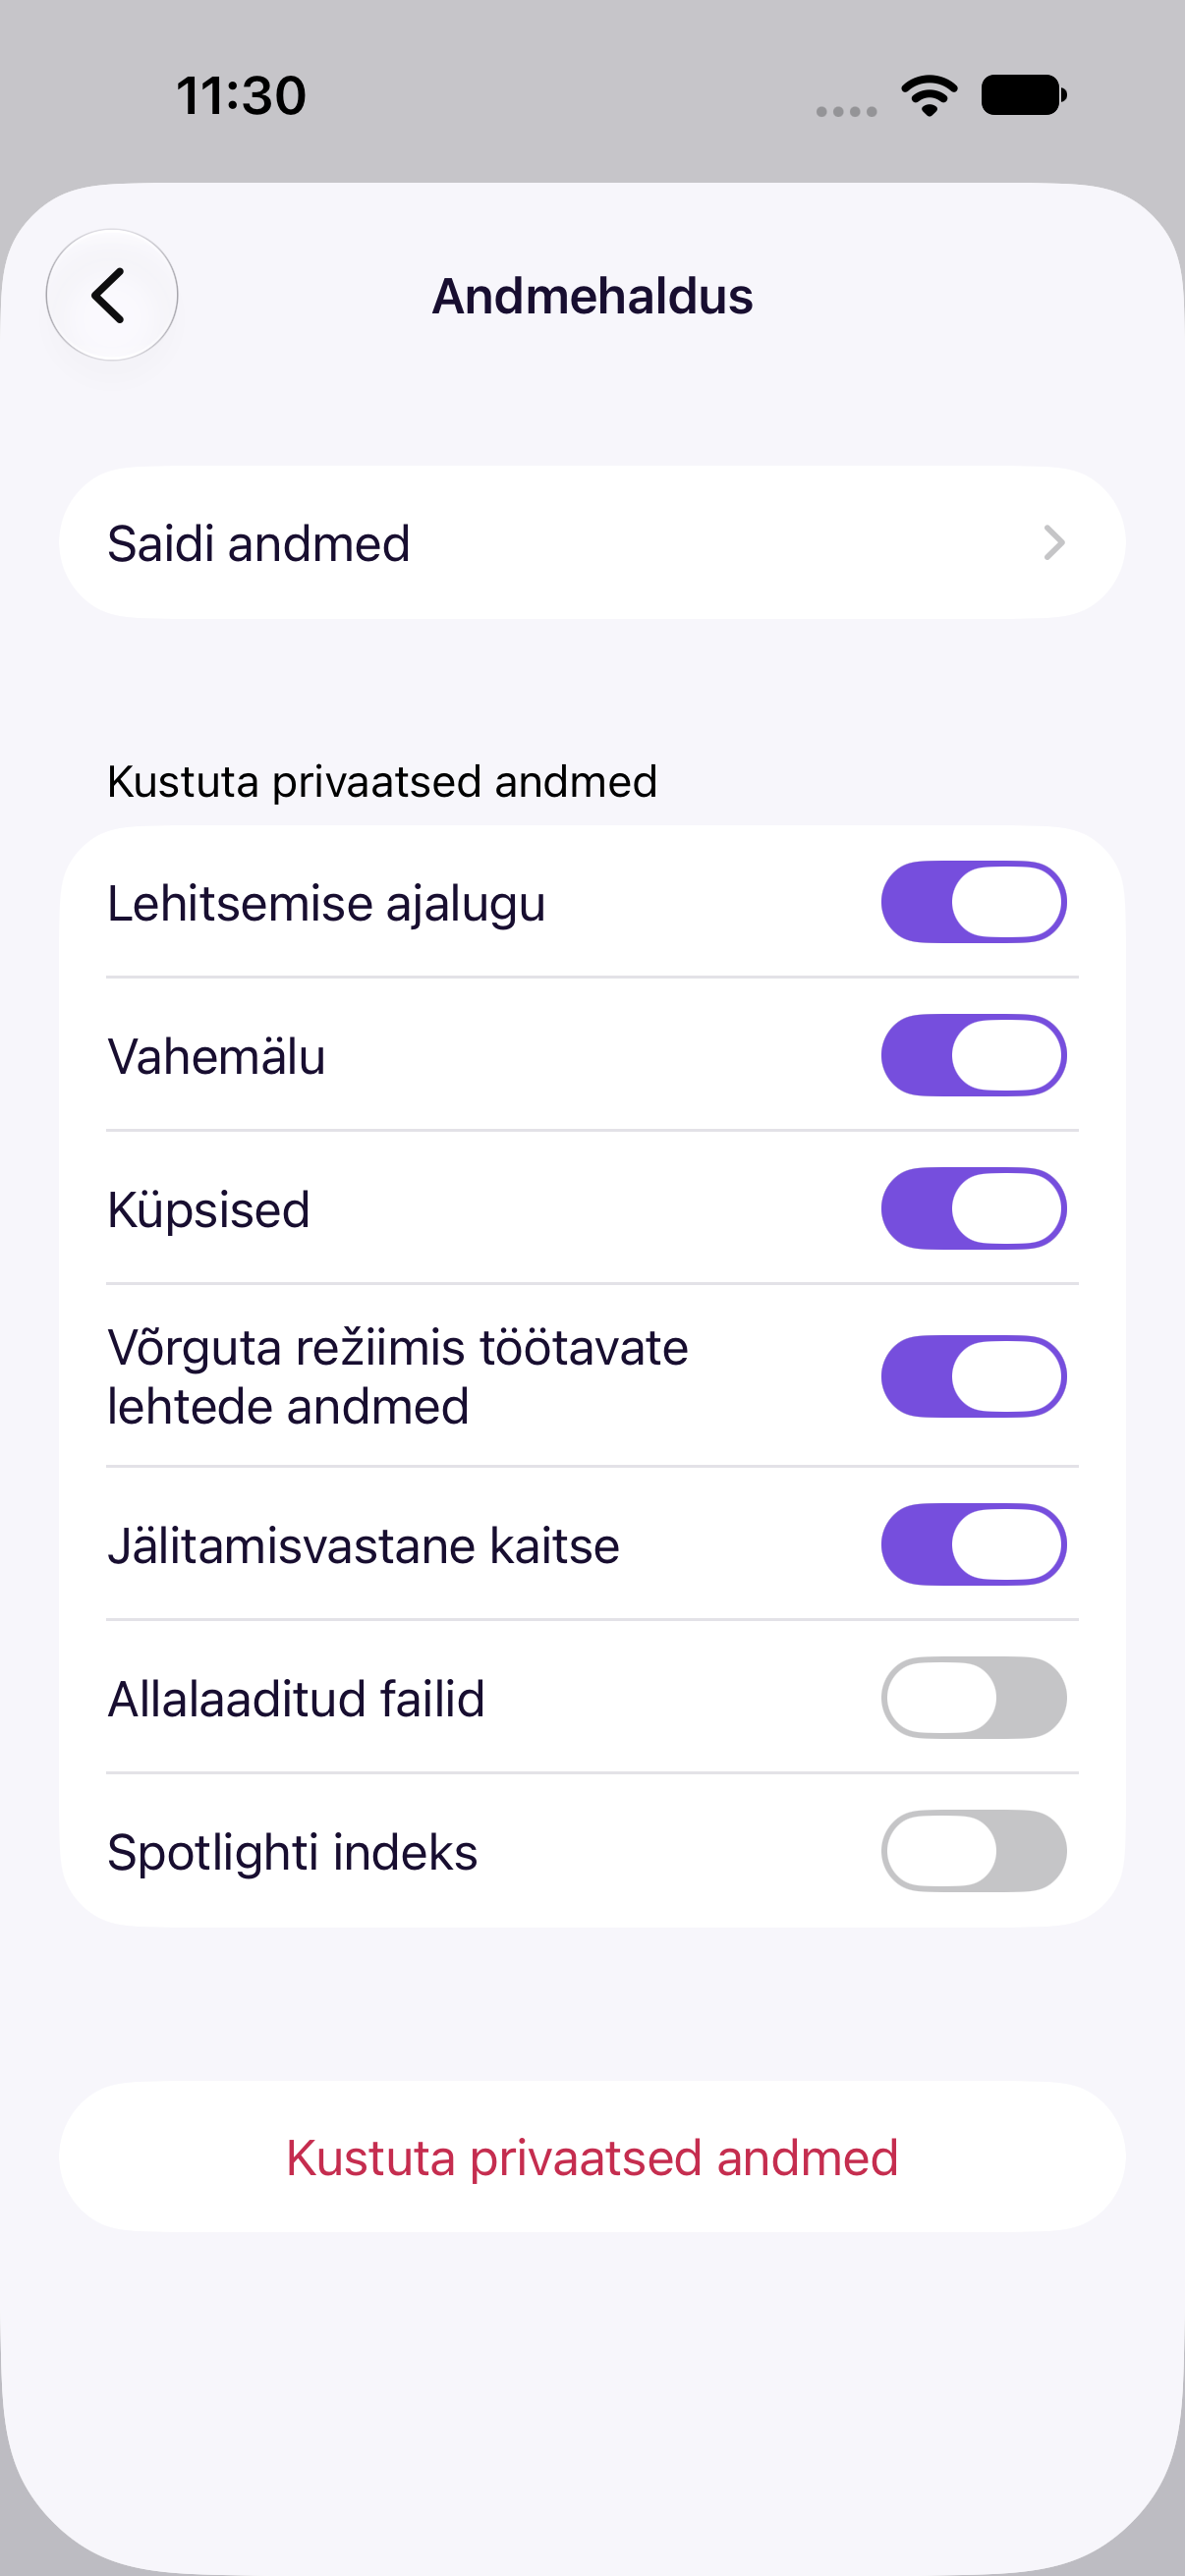 11:30
Andmehaldus
Saidi andmed
Kustuta privaatsed andmed
Lehitsemise ajalugu
Vahemälu
Küpsised
Võrguta režiimis töötavate
lehtede andmed
Jälitamisvastane kaitse
Allalaaditud failid
Spotlighti indeks
Kustuta privaatsed andmed